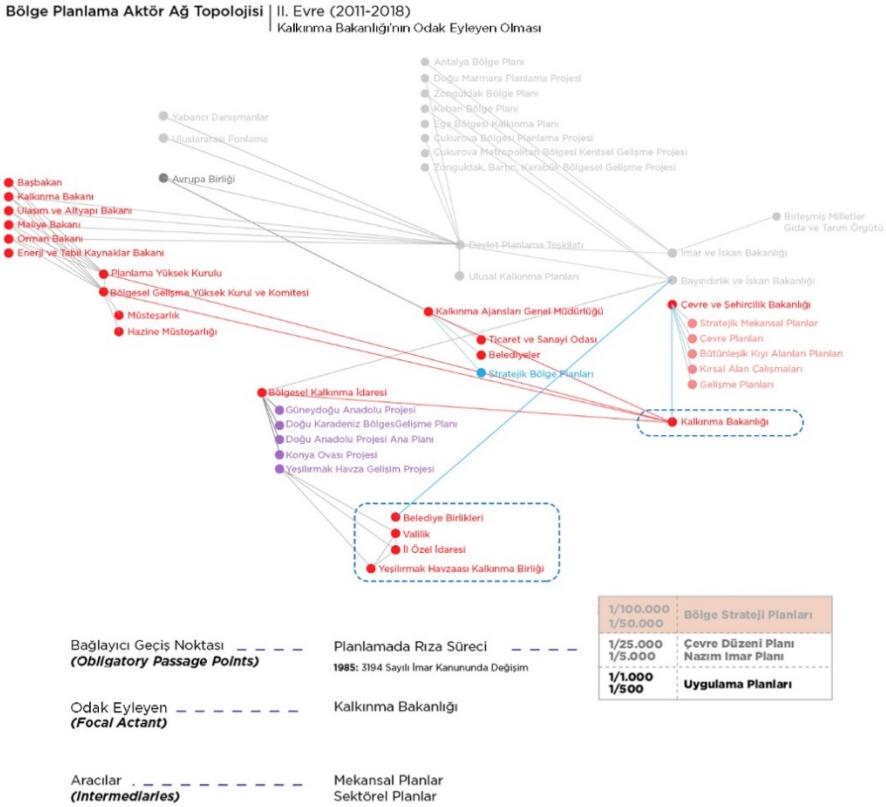 Bölge Planlama Aktör Ağ Topolojisi
II. Evre (2011-2018)
Kalkınma Bakanlığı'nın Odak Eyleyen Olması
Antalya Bölge Planı
Doğu Marmara Planlama Projesi
Zonguldak Bölge Planı
Keban Bölge Planı
Ege Bölgesi Kalkınma Planı
Çukurova Bölgesi Planlama Projesi
Çukurova Metropolitan Bölgesi Kentsel Gelişme Projesi
Zonguldak, Bartın, Karabük Bölgesel Gelişme Projesi
Yabancı Danışmanlar
Uluslararası Fonlama
Avrupa Birliği
Başbakan
Kalkınma Bakanı
Ulaşım ve Altyapı Bakanı
Maliye Bakanı
Orman Bakanı
Enerji ve Tabii Kaynaklar Bakanı
Birleşmiş Milletler
Gıda ve Tarım Örgütü
Devlet Planlama Teşkilatı
İmar ve İskan Bakanlığı
Planlama Yüksek Kurulu
Ulusal Kalkınma Planları
Bayındırlık ve İskan Bakanlığı
Bölgesel Gelişme Yüksek Kurul ve Komitesi
Müsteşarlık
Hazine Müsteşarlığı
Kalkınma Ajansları Genel Müdürlüğü
Çevre ve Şehircilik Bakanlığı
Stratejik Mekansal Planlar
Çevre Planları
Bütünleşik Kıyı Alanları Planları
Kırsal Alan Çalışmaları
Gelişme Planları
Ticaret ve Sanayi Odası
Belediyeler
Stratejik Bölge Planları
Bölgesel Kalkınma İdaresi
Güneydoğu Anadolu Projesi
Doğu Karadeniz BölgesGelişme Planı
Doğu Anadolu Projesi Ana Planı
Konya Ovası Projesi
Yeşilırmak Havza Gelişim Projesi
Kalkınma Bakanlığı
Belediye Birlikleri
Valilik
İl Özel İdaresi
Yeşilırmak Havzaası Kalkınma Birliği
1/100.000
1/50.000
Bölge Strateji Planları
1/25.000
1/5.000
Çevre Düzeni Planı
Nazım Imar Planı
1/1.000
1/500
Uygulama Planları
Bağlayıcı Geçiş Noktası
(Obligatory Passage Points)
Planlamada Rıza Süreci
1985: 3194 Sayılı İmar Kanununda Değişim
Odak Eyleyen
(Focal Actant)
Kalkınma Bakanlığı
Aracılar
(Intermediaries)
Mekansal Planlar
Sektörel Planlar